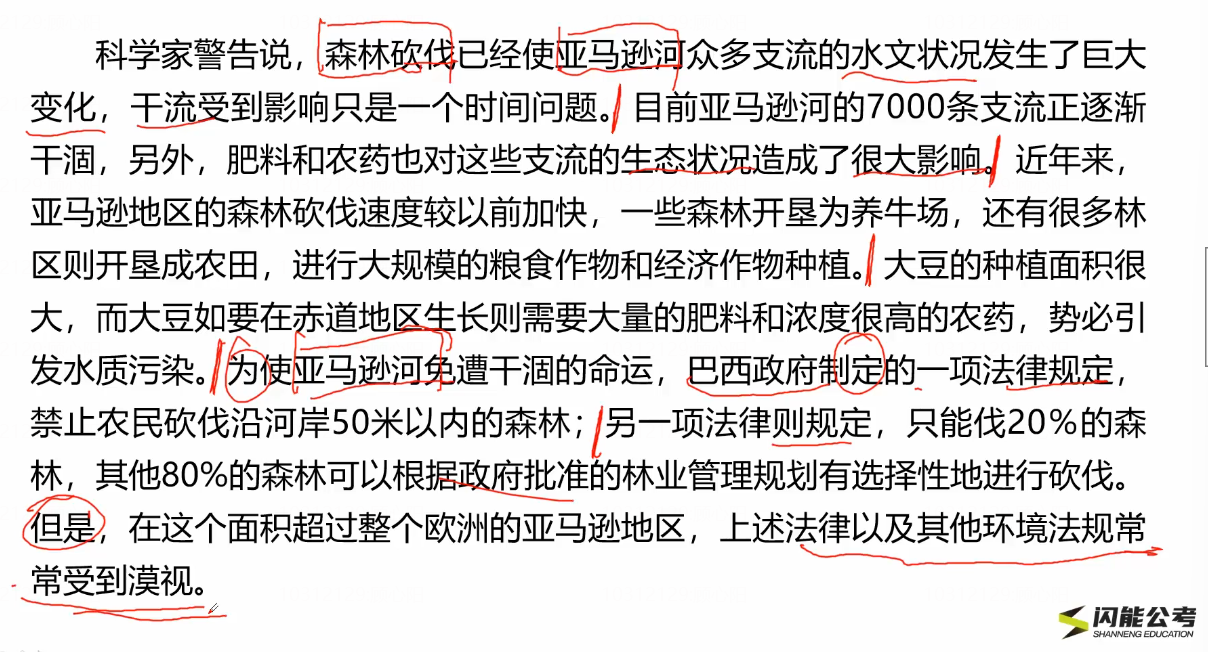 科学家警告说，森林砍伐已经使亚马逊河众多支流的水文状况发生了巨大
变化，干流受到影响只是一个时间问题。目前亚马逊河的7000条支流正逐渐
干涸，另外，肥料和农药也对这些支流的生态状况造成了很大影响。近年来，
亚马逊地区的森林砍伐速度较以前加快，一些森林开垦为养牛场，还有很多林
区则开垦成农田，进行大规模的粮食作物和经济作物种植。大豆的种植面积很
大，而大豆如要在赤道地区生长则需要大量的肥料和浓度很高的农药，势必引
发水质污染。为使亚马逊河免遭干涸的命运，巴西政府制定的一项法律规定，
禁止农民砍伐沿河岸50米以内的森林；另一项法律则规定，只能伐20%的森
林，其他80%的森林可以根据政府批准的林业管理规划有选择性地进行砍伐。
但是，在这个面积超过整个欧洲的亚马逊地区，上述法律以及其他环境法规常
常受到漠视。
闪能公考
SHANNENG EDUCATION